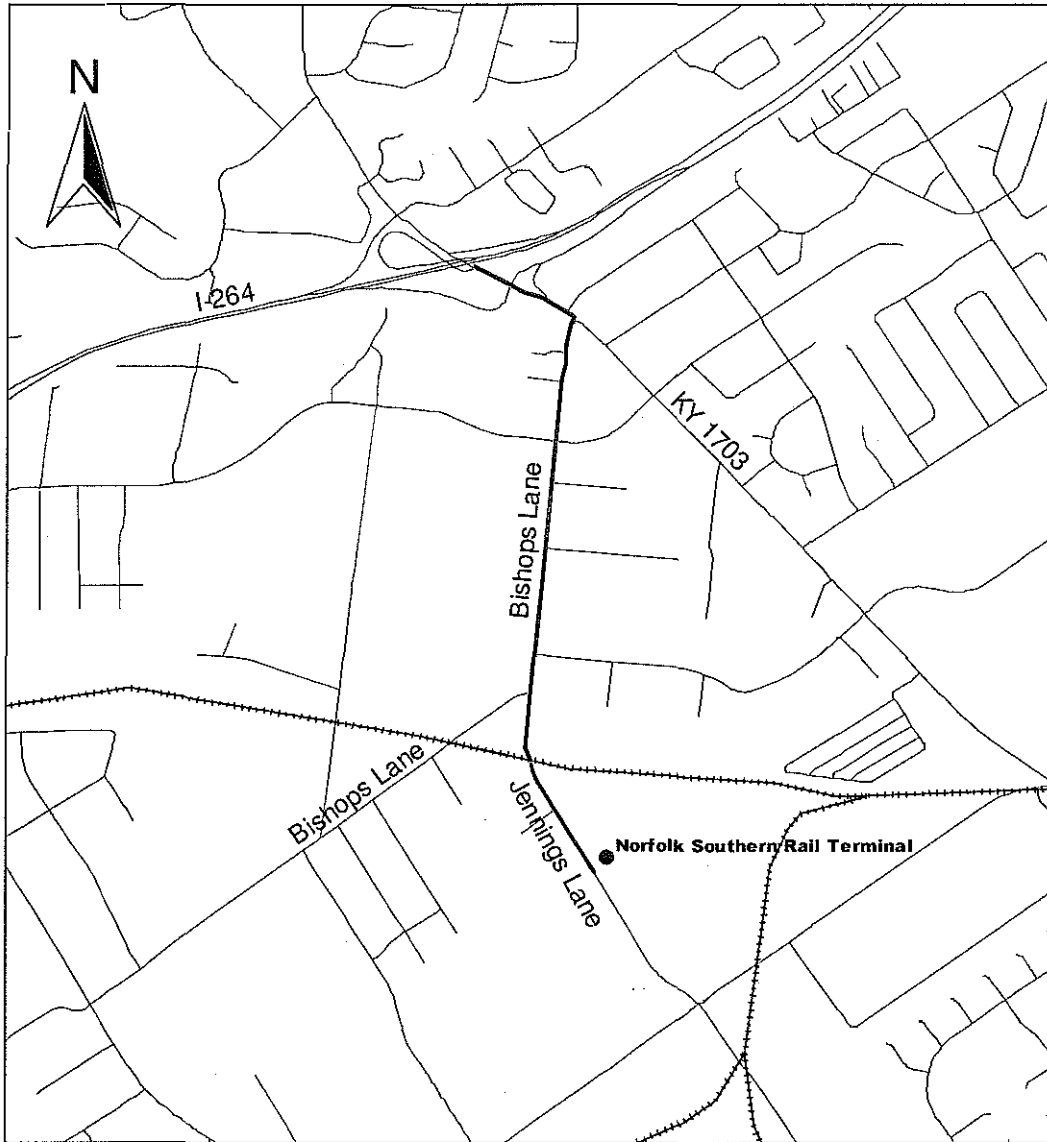 N
I-264
KY 1703
Bishops Lane
Bishops Lane
Jennings Lane
Norfolk Southern Rail Terminal